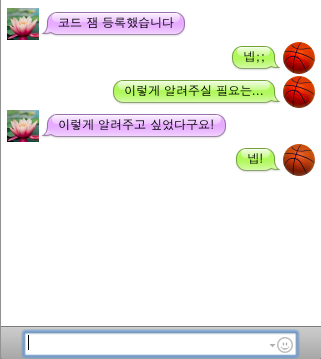 코드 잼 등록했습니다
넵;;
이렇게 알려주실 필요는...
이렇게 알려주고 싶었다구요!
넵!